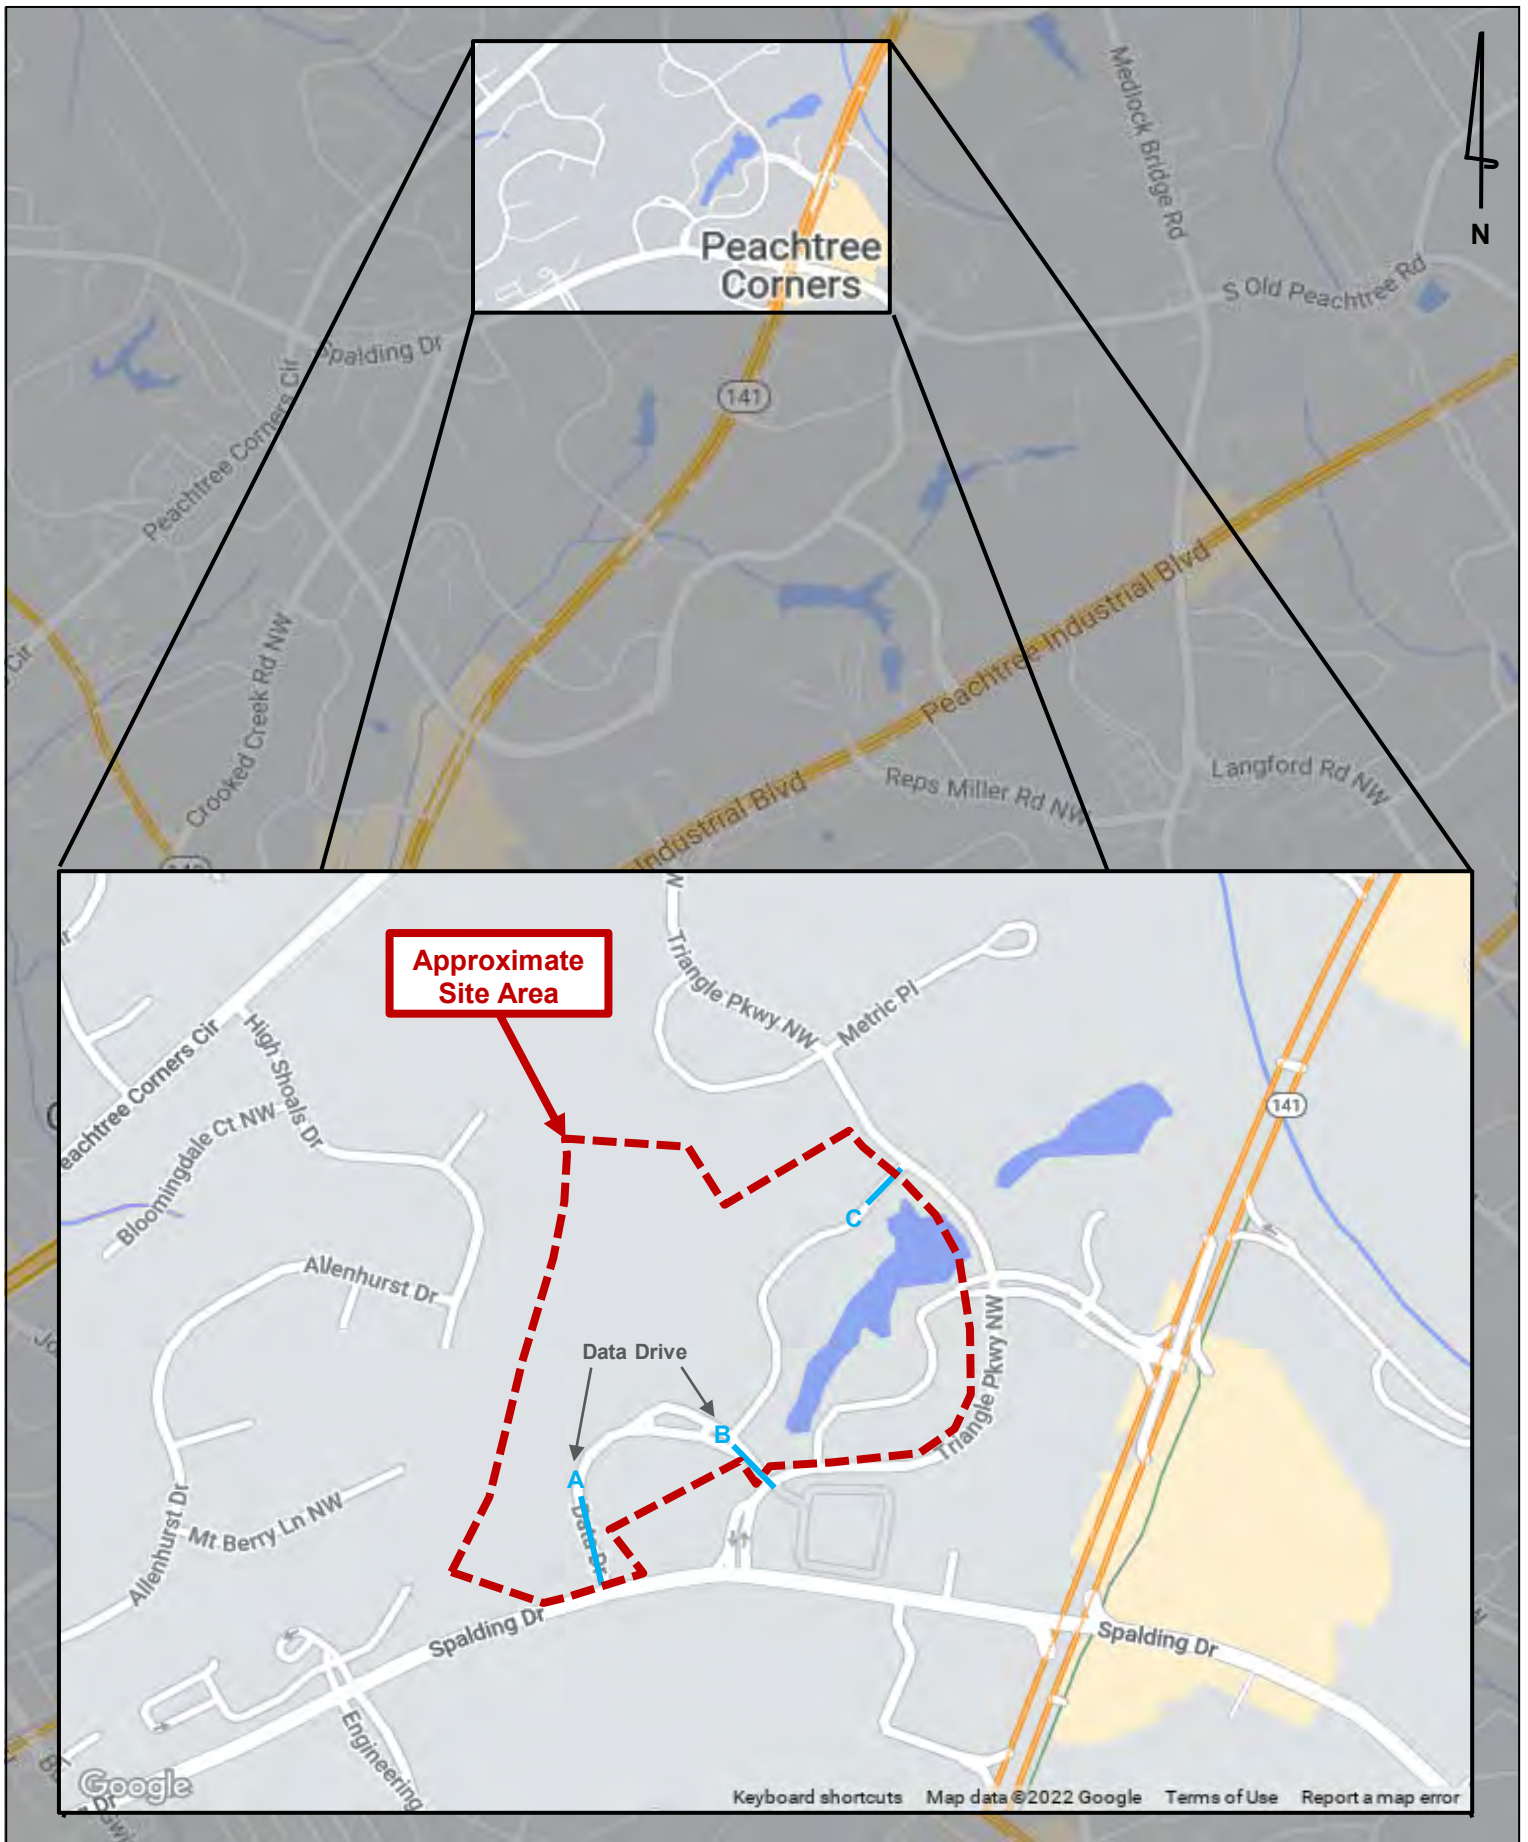 Medlock Bridge Rd
N
Peachtree
Corners
S Old Peachtree Rd
Spalding Dr
141
Peachtree Corners Cir
Peachtree Industrial Blvd
Crooked Creek Rd NW
Cir
Langford Rd NW
Reps Miller Rd NW
Industrial Blvd
W
Approximate
Site Area
Triangle Pkwy NW
Metric Pl
High Shoals Dr
eachtree Corners Cir
141
Bloomingdale Ct NW
C
Allenhurst Dr
Data Drive
Triangle Pkwy NW
B
A
Data Dr
Allenhurst Dr
Mt Berry Ln NW
Spalding Dr
Spalding Dr
Engineering
Google
Keyboard shortcuts Map data ©2022 Google Terms of Use Report a map error